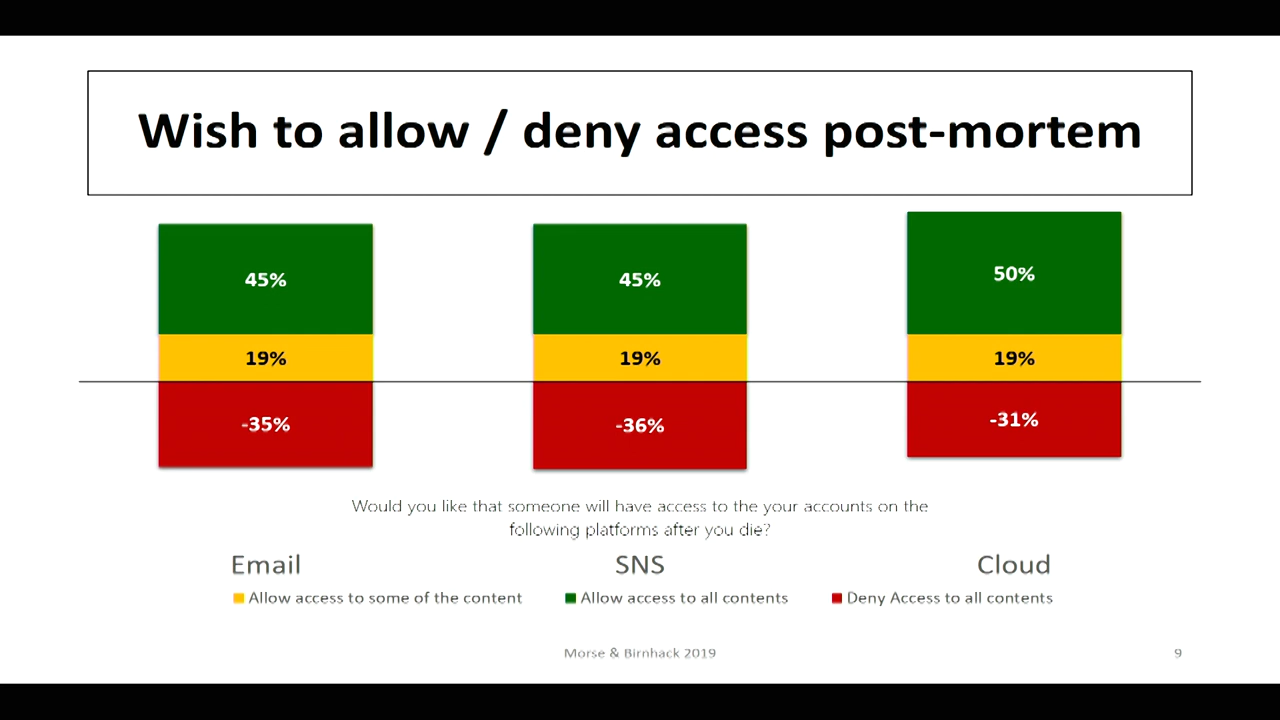 Wish to allow / deny access post-mortem
45%
45%
50%
19%
19%
19%
-35%
-36%
-31%
Would you like that someone will have access to the your accounts on the
following platforms after you die?
Email
SNS
Cloud
Allow access to some of the content
Allow access to all contents
Deny Access to all contents
Morse & Birnhack 2019
9